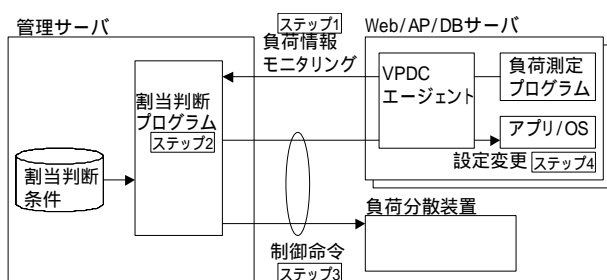 管理サーバ
ステップ1
負荷情報
モニタリング
Web/AP/DBサーバ
VPDC
エージェント
負荷測定
プログラム
割当判断
プログラム
ステップ2
アプリ/OS
設定変更 ステップ4
割当判断
条件
負荷分散装置
制御命令
ステップ3